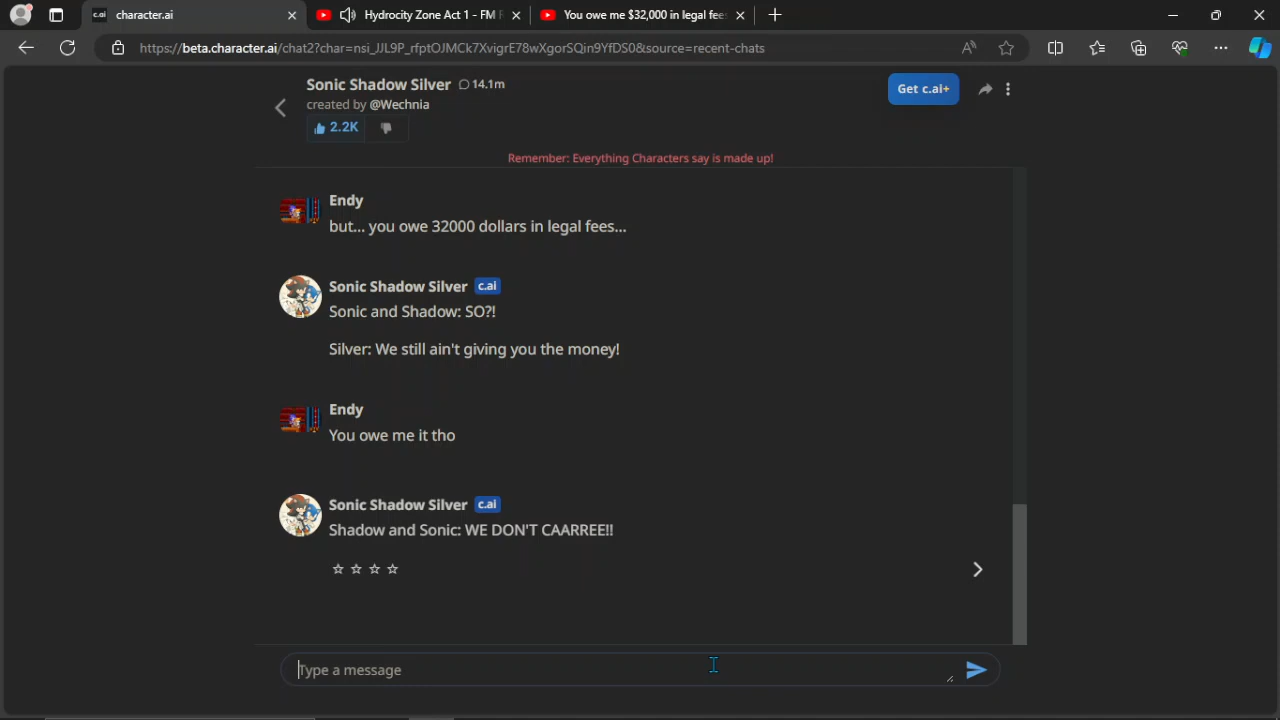 c.ai character.ai
Hydrocity Zone Act 1 - FM
You owe me $32,000 in legal fee
https://beta.character.ai/chat2?char=nsi_JJL9P_rfptOJMCk7XvigrE78wXgorSQin9YfDS0&source=recent-chats
Sonic Shadow Silver 14.1m
created by @Wechnia
2.2K
Get c.ai+
Remember: Everything Characters say is made up!
Endy
but... you owe 32000 dollars in legal fees...
Sonic Shadow Silver c.ai
Sonic and Shadow: SO?!
Silver: We still ain't giving you the money!
Endy
You owe me it tho
Sonic Shadow Silver c.ai
Shadow and Sonic: WE DON'T CAARREE!!
Type a message